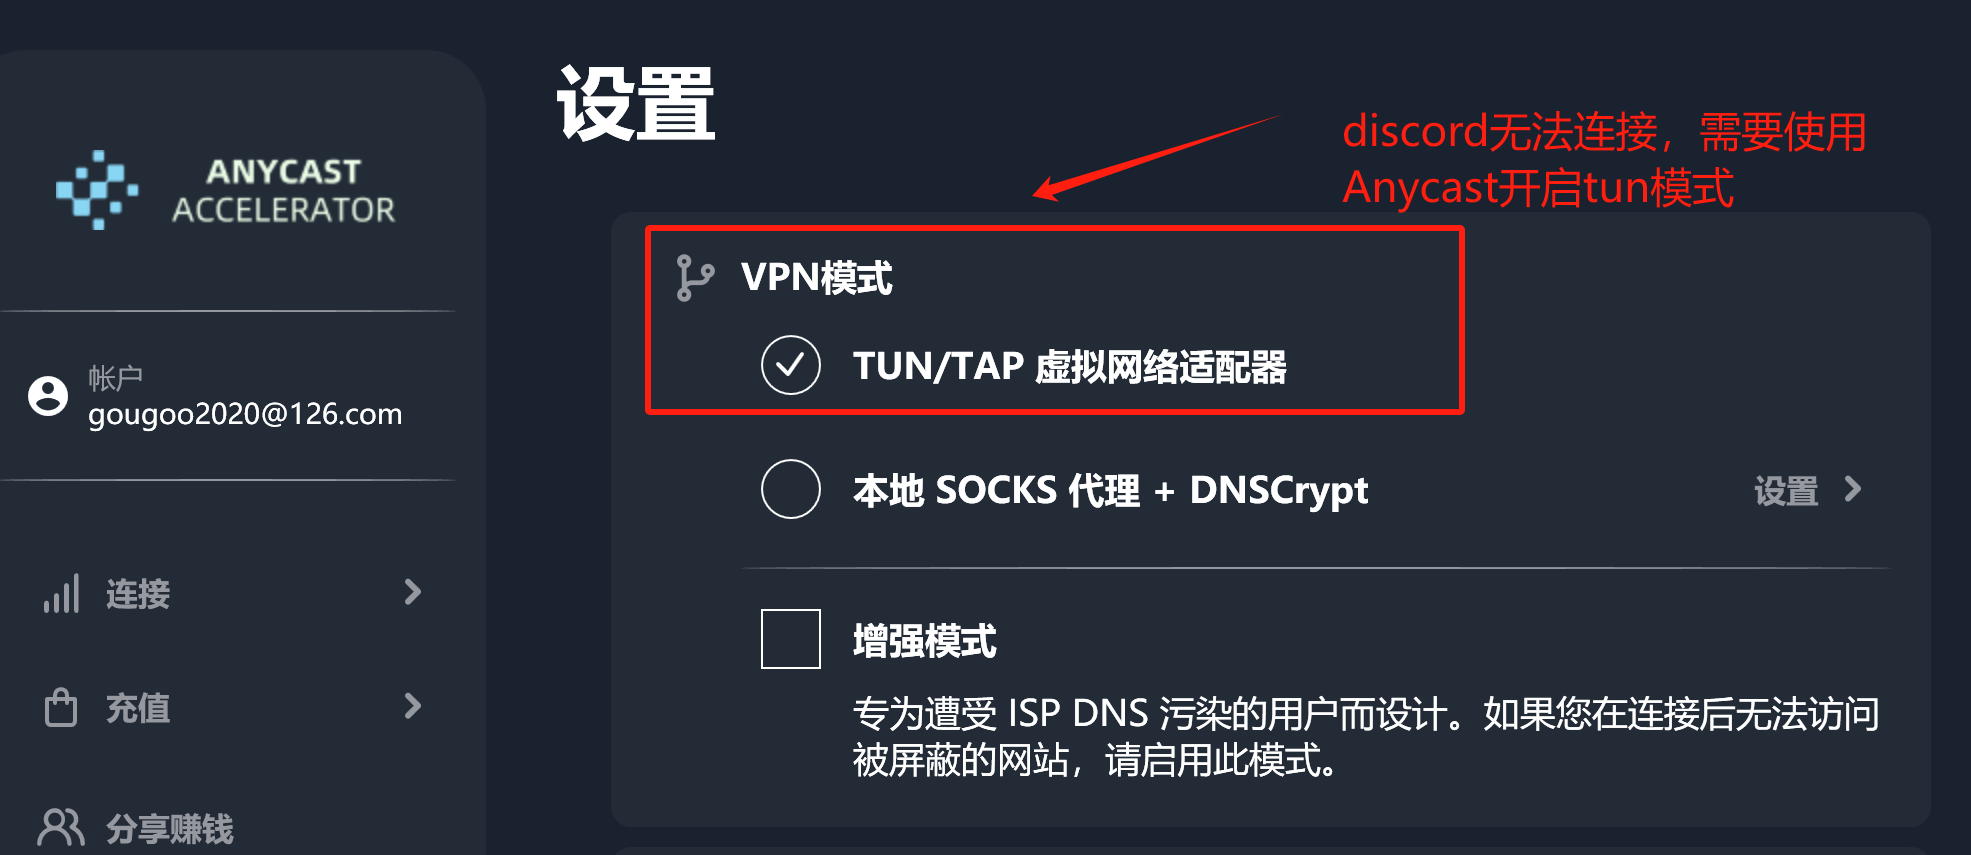 设置
discord无法连接，需要使用
Anycast开启tun模式
ANYCAST
ACCELERATOR
帐户
gougoo2020@126.com
连接
充值
分享赚钱
VPN模式
TUN/TAP 虚拟网络适配器
本地 SOCKS 代理 + DNSCrypt
设置
增强模式
专为遭受 ISP DNS 污染的用户而设计。如果您在连接后无法访问
被屏蔽的网站，请启用此模式。